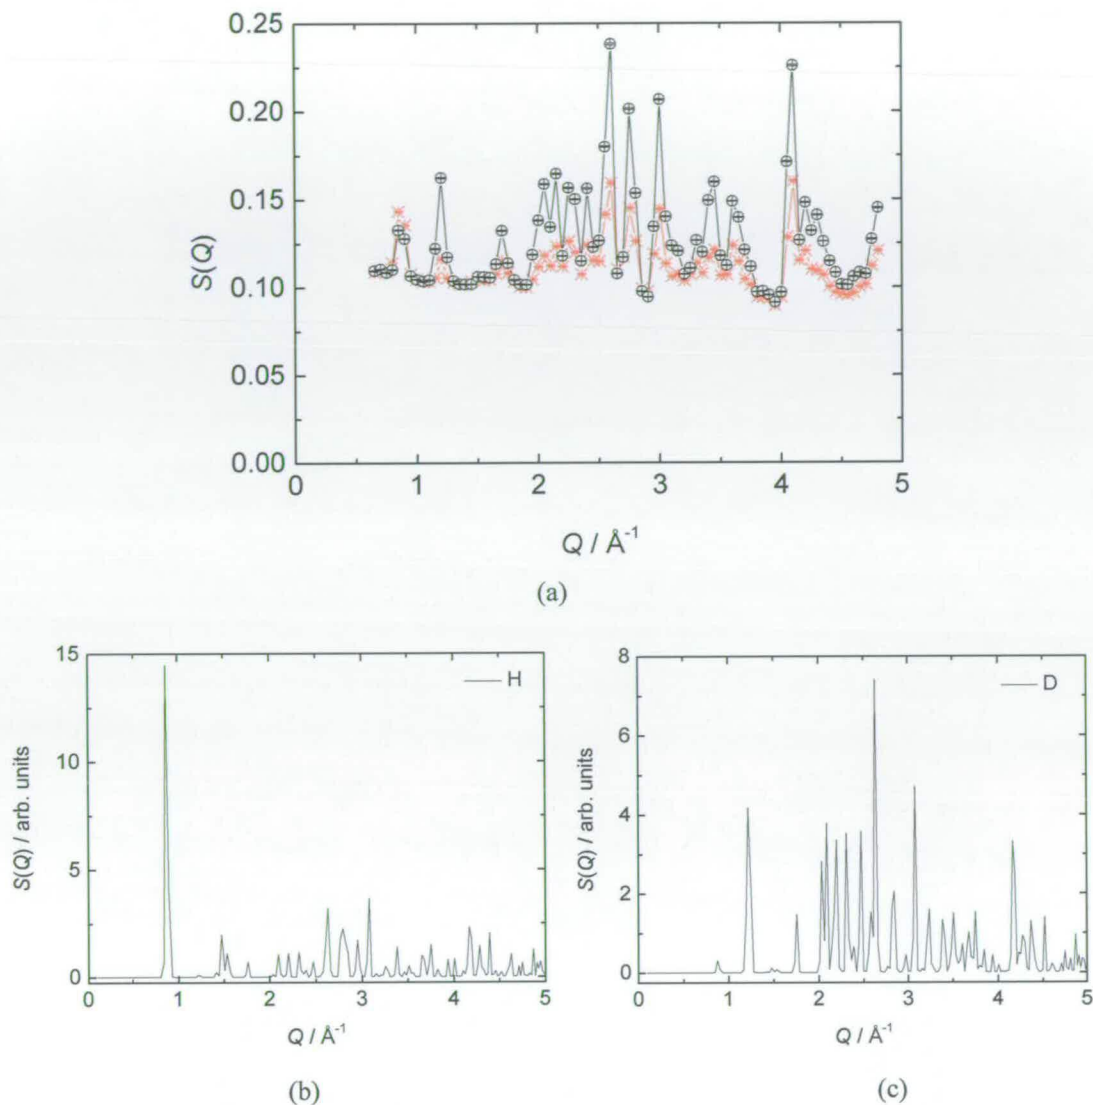 0.25
0.20
0.15
0.10
0.05
0.00
S(Q)
0 1 2 3 4 5
Q / Å⁻¹
(a)
15
10
5
0
S(Q) / arb. units
H
0 1 2 3 4 5
Q / Å⁻¹
(b)
8
6
4
2
0
S(Q) / arb. units
D
0 1 2 3 4 5
Q / Å⁻¹
(c)